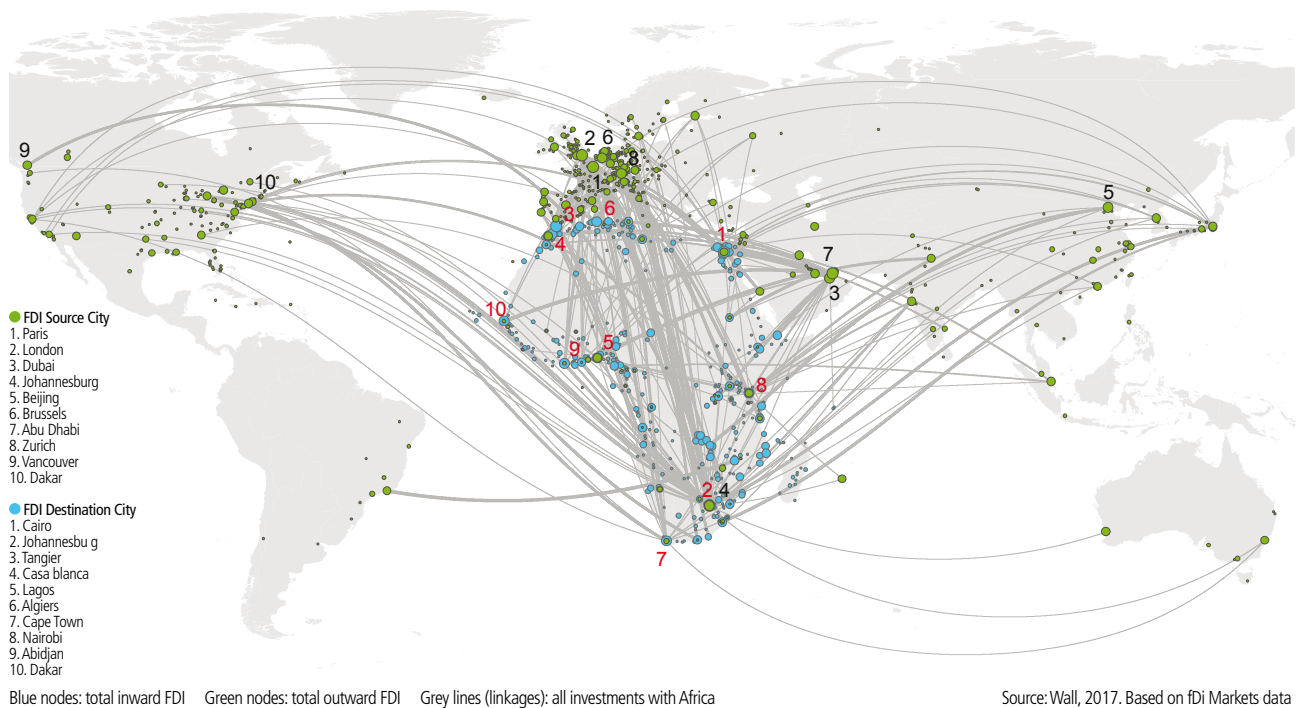 9
2 6
8
10
1
5
3 6
1
4
7
3
10
9 5
8
2 4
7
FDI Source City
1. Paris
2. London
3. Dubai
4. Johannesburg
5. Beijing
6. Brussels
7. Abu Dhabi
8. Zurich
9. Vancouver
10. Dakar
FDI Destination City
1. Cairo
2. Johannesbu g
3. Tangier
4. Casa blanca
5. Lagos
6. Algiers
7. Cape Town
8. Nairobi
9. Abidjan
10. Dakar
Blue nodes: total inward FDI Green nodes: total outward FDI Grey lines (linkages): all investments with Africa Source: Wall, 2017. Based on fDi Markets data